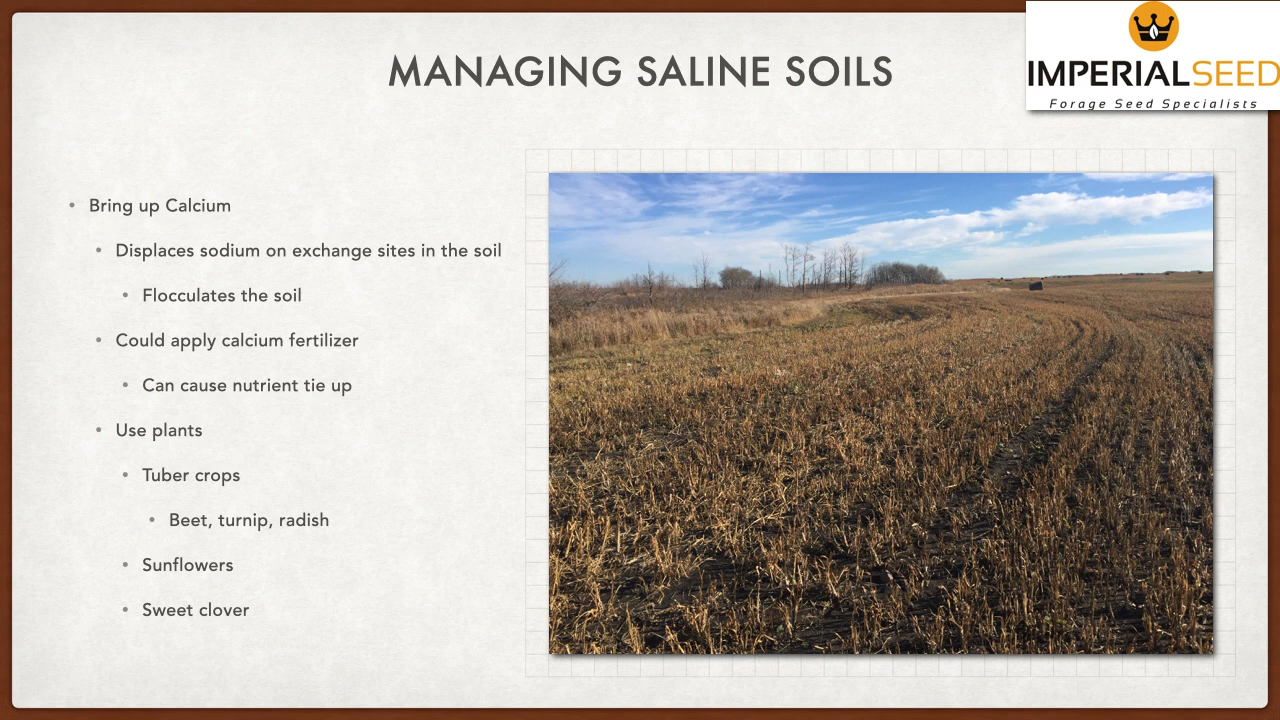 MANAGING SALINE SOILS
IMPERIALSEED
Forage Seed Specialists
• Bring up Calcium
• Displaces sodium on exchange sites in the soil
• Flocculates the soil
• Could apply calcium fertilizer
• Can cause nutrient tie up
• Use plants
• Tuber crops
• Beet, turnip, radish
• Sunflowers
• Sweet clover